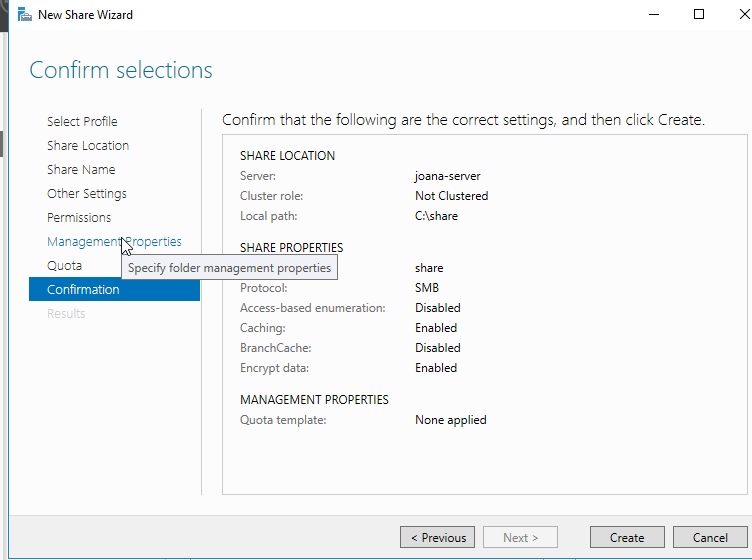 New Share Wizard
Confirm selections
Select Profile
Share Location
Share Name
Other Settings
Permissions
Management Properties
Quota
Confirmation
Results
Specify folder management properties
Confirm that the following are the correct settings, and then click Create.
SHARE LOCATION
Server: joana-server
Cluster role: Not Clustered
Local path: C:\share
SHARE PROPERTIES
share
Protocol: SMB
Access-based enumeration: Disabled
Caching: Enabled
BranchCache: Disabled
Encrypt data: Enabled
MANAGEMENT PROPERTIES
Quota template: None applied
< Previous Next > Create Cancel